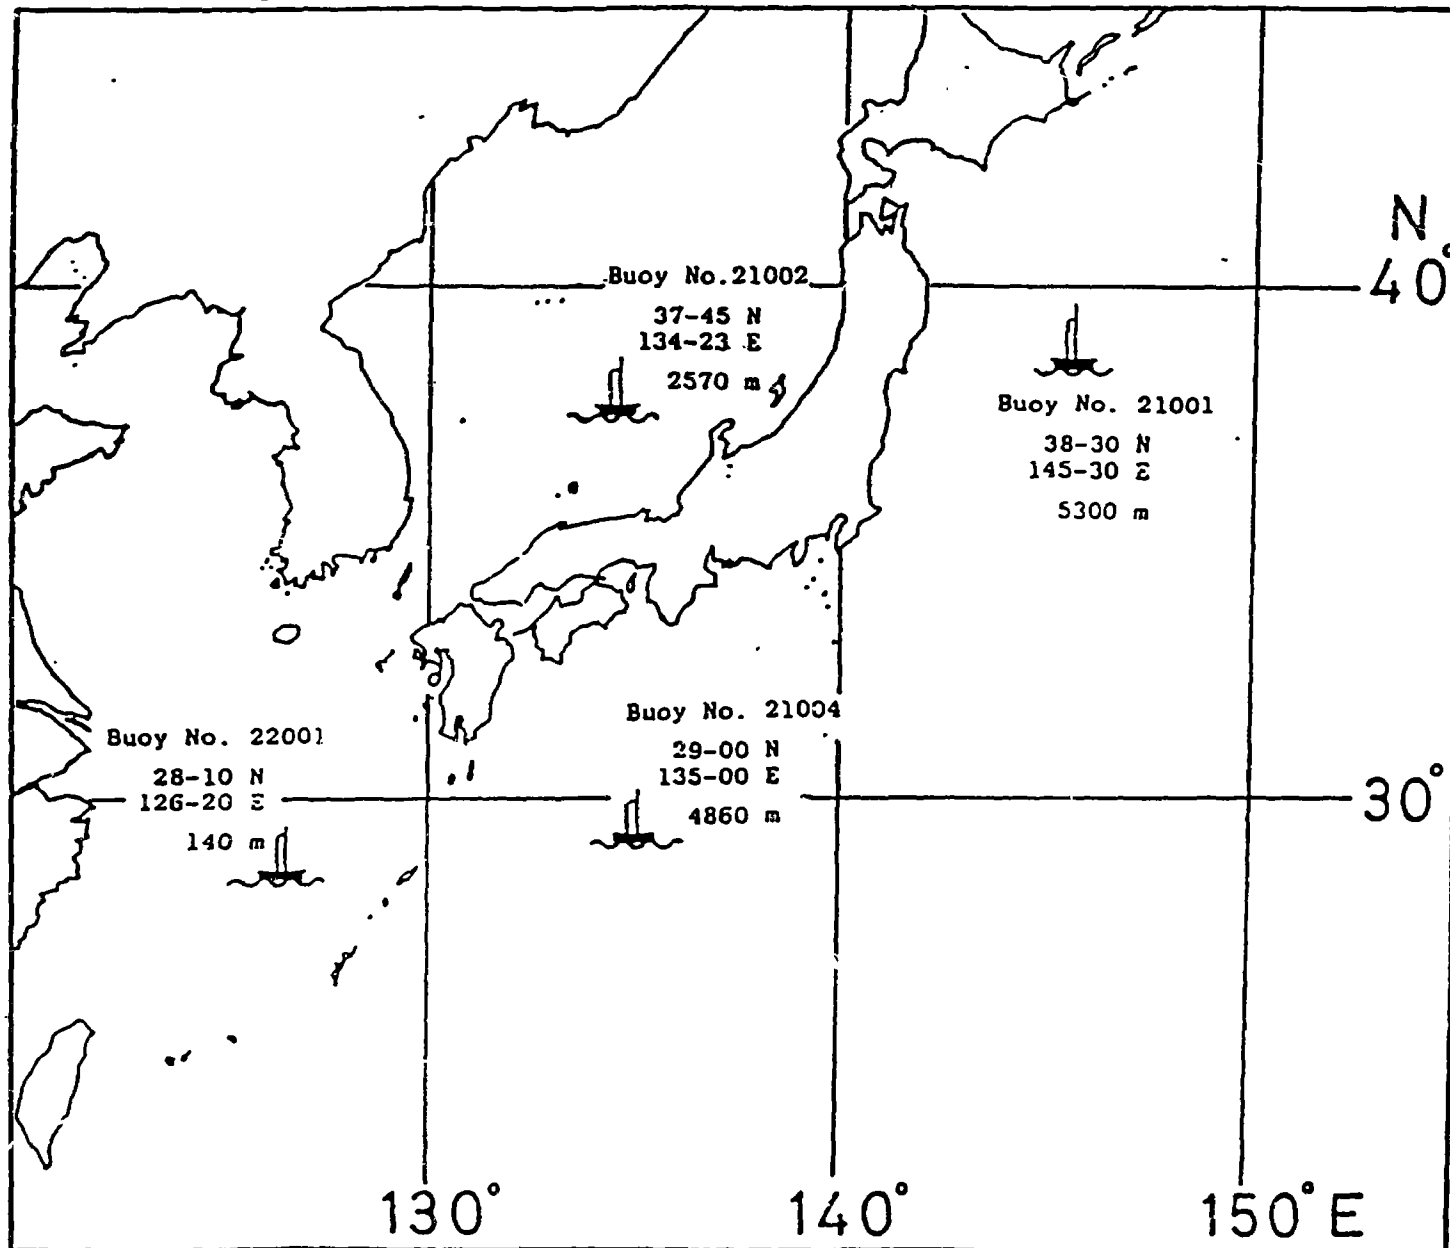 Buoy No.21002
37-45 N
134-23 E
2570 m
N
40°
Buoy No. 21001
38-30 N
145-30 E
5300 m
Buoy No. 22001
28-10 N
126-20 E
140 m
Buoy No. 21004
29-00 N
135-00 E
4860 m
30°
130°
140°
150°E